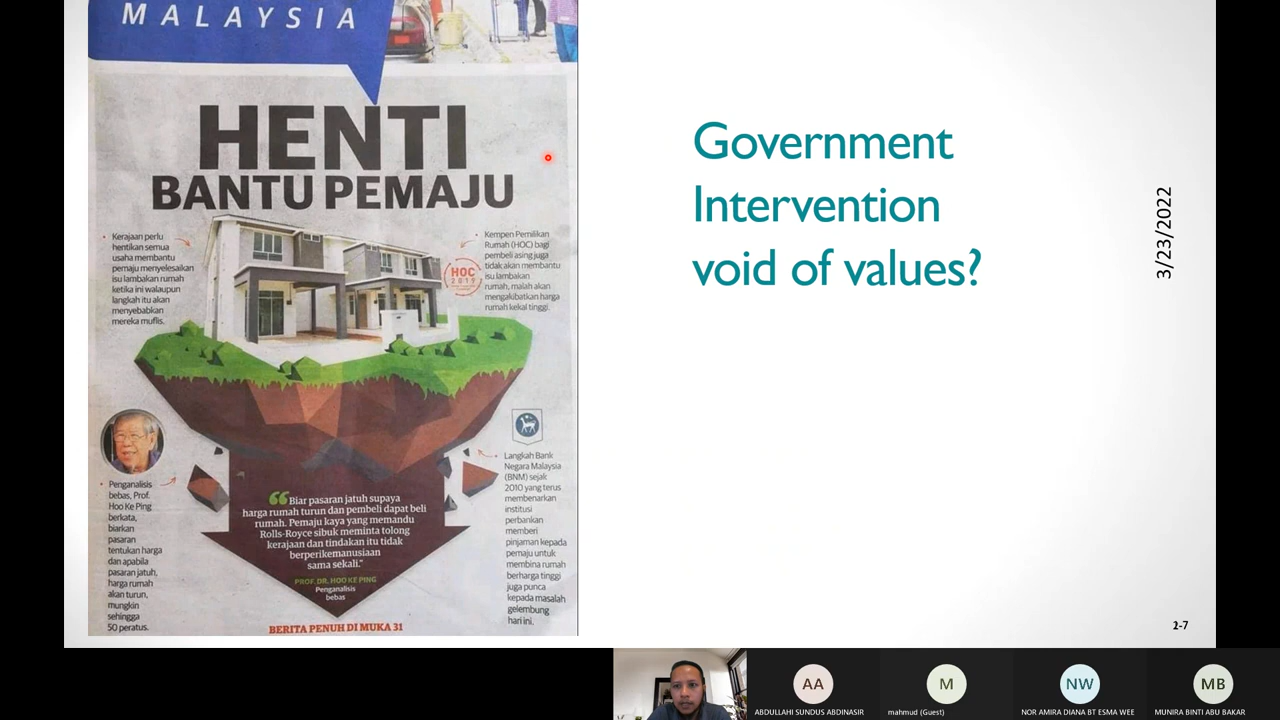 MALAYSIA
HENTI
BANTU PEMAJU
Kerajaan perlu
hentikan semua
usaha membantu
pemaju menyelesaikan
isu lambakan rumah
ketika ini walaupun
langkah itu akan
menyebabkan
mereka muflis.
Kempen Pemilikan
Rumah (HOC) bagi
pembeli asing juga
tidak akan membantu
isu lambakan
rumah, malah akan
mengakibatkan harga
rumah kekal tinggi.
HOC
2019
Penganalisis
bebas, Prof.
Hoo Ke Ping
berkata,
biarkan
pasaran
tentukan harga
dan apabila
pasaran jatuh,
harga rumah
akan turun,
mungkin
sehingga
50 peratus.
“Biar pasaran jatuh supaya
harga rumah turun dan pembeli dapat beli
rumah. Pemaju kaya yang memandu
Rolls-Royce sibuk meminta tolong
kerajaan dan tindakan itu tidak
berperikemanusiaan
sama sekali.”
PROF. DR. HOO KE PING
Penganalisis
bebas
Langkah Bank
Negara Malaysia
(BNM) sejak
2010 yang terus
membenarkan
institusi
perbankan
memberi
pinjaman kepada
pemaju untuk
membina rumah
berharga tinggi
juga punca
kepada masalah
gelembung
hari ini.
BERITA PENUH DI MUKA 31
Government
Intervention
void of values?
3/23/2022
2-7
AA
ABDULLAHI SUNDUS ABDINASIR
M
mahmud (Guest)
NW
NOR AMIRA DIANA BT ESMA WEE
MB
MUNIRA BINTI ABU BAKAR